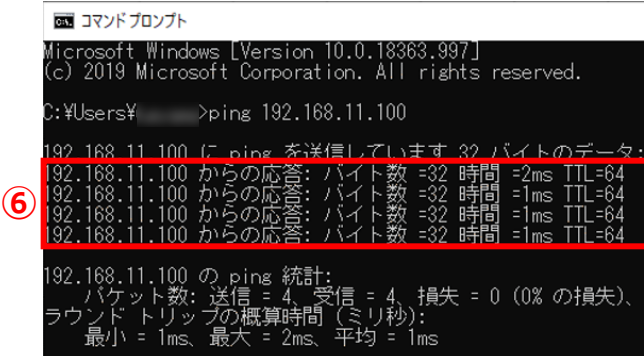 コマンド プロンプト
Microsoft Windows [Version 10.0.18363.997]
(c) 2019 Microsoft Corporation. All rights reserved.
C:¥Users¥ >ping 192.168.11.100
192.168.11.100 に ping を送信しています 32 バイトのデータ:
⑥
192.168.11.100 からの応答: バイト数 =32 時間 =2ms TTL=64
192.168.11.100 からの応答: バイト数 =32 時間 =1ms TTL=64
192.168.11.100 からの応答: バイト数 =32 時間 =1ms TTL=64
192.168.11.100 からの応答: バイト数 =32 時間 =1ms TTL=64
192.168.11.100 の ping 統計:
パケット数: 送信 = 4、受信 = 4、損失 = 0 (0% の損失)、
ラウンド トリップの概算時間 (ミリ秒):
最小 = 1ms、最大 = 2ms、平均 = 1ms